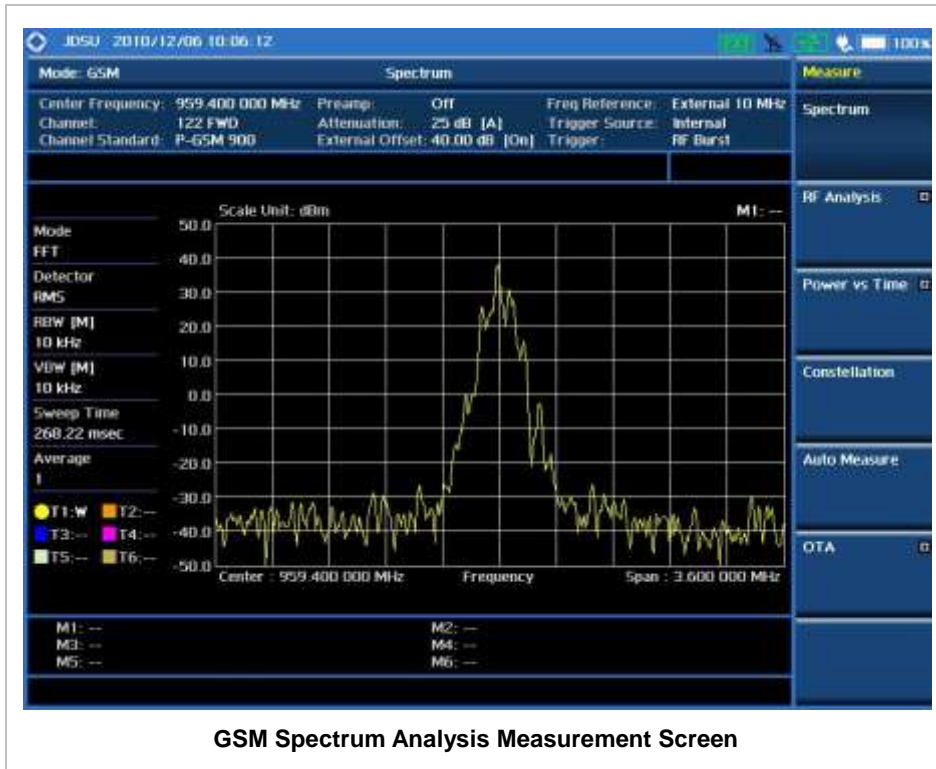 JDSU 2010/12/06 10:06:12 100%
Mode: GSM Spectrum Measure
Center Frequency: 959.400 000 MHz Preamp: Off Freq Reference: External 10 MHz
Channel: 122 FWD Attenuation: 25 dB [A] Trigger Source: Internal
Channel Standard: P-GSM 900 External Offset: 40.00 dB [On] Trigger: RF Burst
Spectrum
RF Analysis
Power vs Time
Constellation
Auto Measure
OTA
Scale Unit: dBm M1: --
Mode
FFT
Detector
RMS
RBW [M]
10 kHz
VBW [M]
10 kHz
Sweep Time
268.22 msec
Average
1
T1:W T2:--
T3:-- T4:--
T5:-- T6:--
50.0
40.0
30.0
20.0
10.0
0.0
-10.0
-20.0
-30.0
-40.0
-50.0
Center : 959.400 000 MHz Frequency Span : 3.600 000 MHz
M1: -- M2: --
M3: -- M4: --
M5: -- M6: --
GSM Spectrum Analysis Measurement Screen